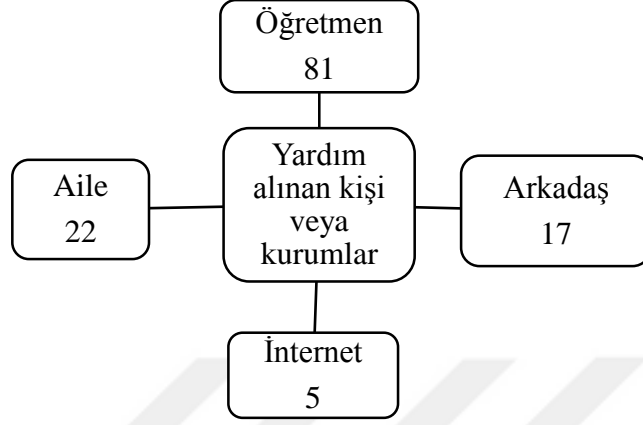 Öğretmen
81
Aile
22
Yardım
alınan kişi
veya
kurumlar
Arkadaş
17
İnternet
5